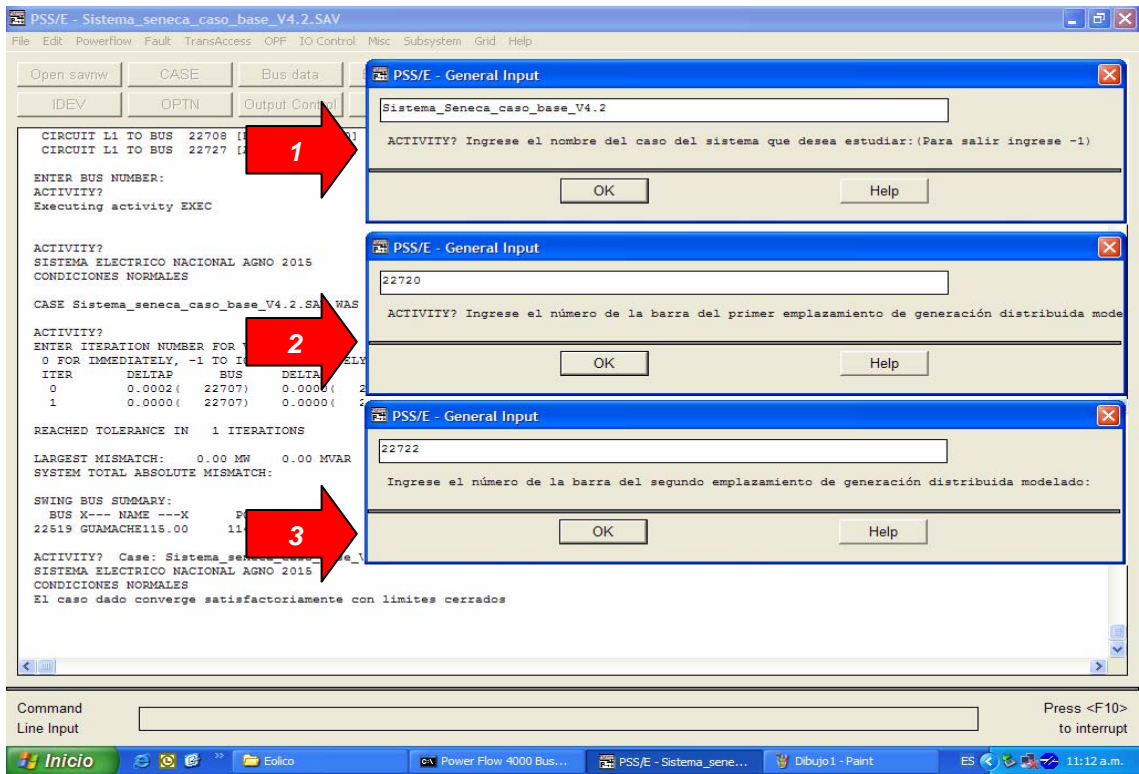 PSS/E - Sistema_seneca_caso_base_V4.2.SAV
File Edit Powerflow Fault TransAccess OPF IO Control Misc Subsystem Grid Help
Open savnw CASE Bus data
IDEV OPTN Output Control
CIRCUIT L1 TO BUS 22708
CIRCUIT L1 TO BUS 22727
ENTER BUS NUMBER:
ACTIVITY?
Executing activity EXEC
ACTIVITY?
SISTEMA ELECTRICO NACIONAL AGNO 2015
CONDICIONES NORMALES
CASE Sistema_seneca_caso_base_V4.2.SAV WAS
ACTIVITY?
ENTER ITERATION NUMBER FOR
0 FOR IMMEDIATELY, -1 TO
ITER DELTAP BUS DELTA
0 0.0002( 22707) 0.0000(
1 0.0000( 22707) 0.0000(
REACHED TOLERANCE IN 1 ITERATIONS
LARGEST MISMATCH: 0.00 MW 0.00 MVAR
SYSTEM TOTAL ABSOLUTE MISMATCH:
SWING BUS SUMMARY:
BUS X--- NAME ---X
22519 GUAMACHE115.00
ACTIVITY? Case: Sistema_seneca_caso_base_V
SISTEMA ELECTRICO NACIONAL AGNO 2015
CONDICIONES NORMALES
El caso dado converge satisfactoriamente con limites cerrados
1
PSS/E - General Input
Sistema_Seneca_caso_base_V4.2
ACTIVITY? Ingrese el nombre del caso del sistema que desea estudiar:(Para salir ingrese -1)
OK Help
2
PSS/E - General Input
22720
ACTIVITY? Ingrese el número de la barra del primer emplazamiento de generación distribuida mode
OK Help
3
PSS/E - General Input
22722
Ingrese el número de la barra del segundo emplazamiento de generación distribuida modelado:
OK Help
Command
Line Input
Press <F10>
to interrupt
Inicio Eolico Power Flow 4000 Bus... PSS/E - Sistema_sene... Dibujo1 - Paint ES 11:12 a.m.